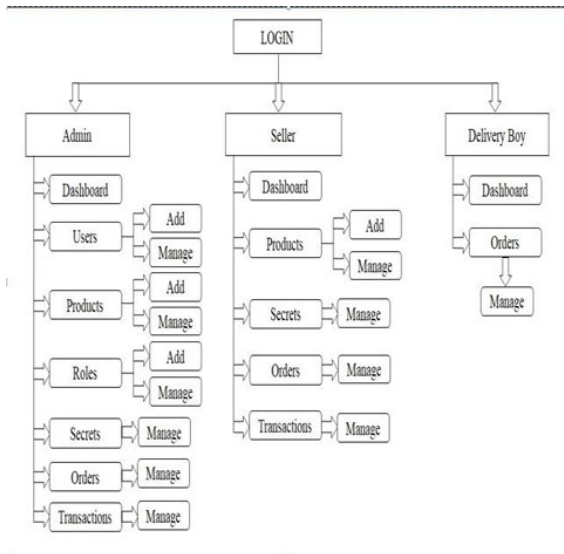 LOGIN
Admin
Seller
Delivery Boy
Dashboard
Users
Add
Manage
Products
Add
Manage
Roles
Add
Manage
Secrets
Manage
Orders
Manage
Transactions
Manage
Dashboard
Products
Add
Manage
Secrets
Manage
Orders
Manage
Transactions
Manage
Dashboard
Orders
Manage